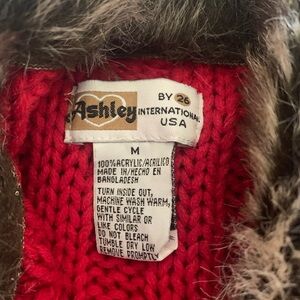 Ashley
BY 26
INTERNATIONAL
USA
M
100% ACRYLIC/ACRILICO
MADE IN/HECHO EN
BANGLADESH
TURN INSIDE OUT,
MACHINE WASH WARM,
GENTLE CYCLE
WITH SIMILAR OR
LIKE COLORS
DO NOT BLEACH
TUMBLE DRY LOW
REMOVE PROMPTLY